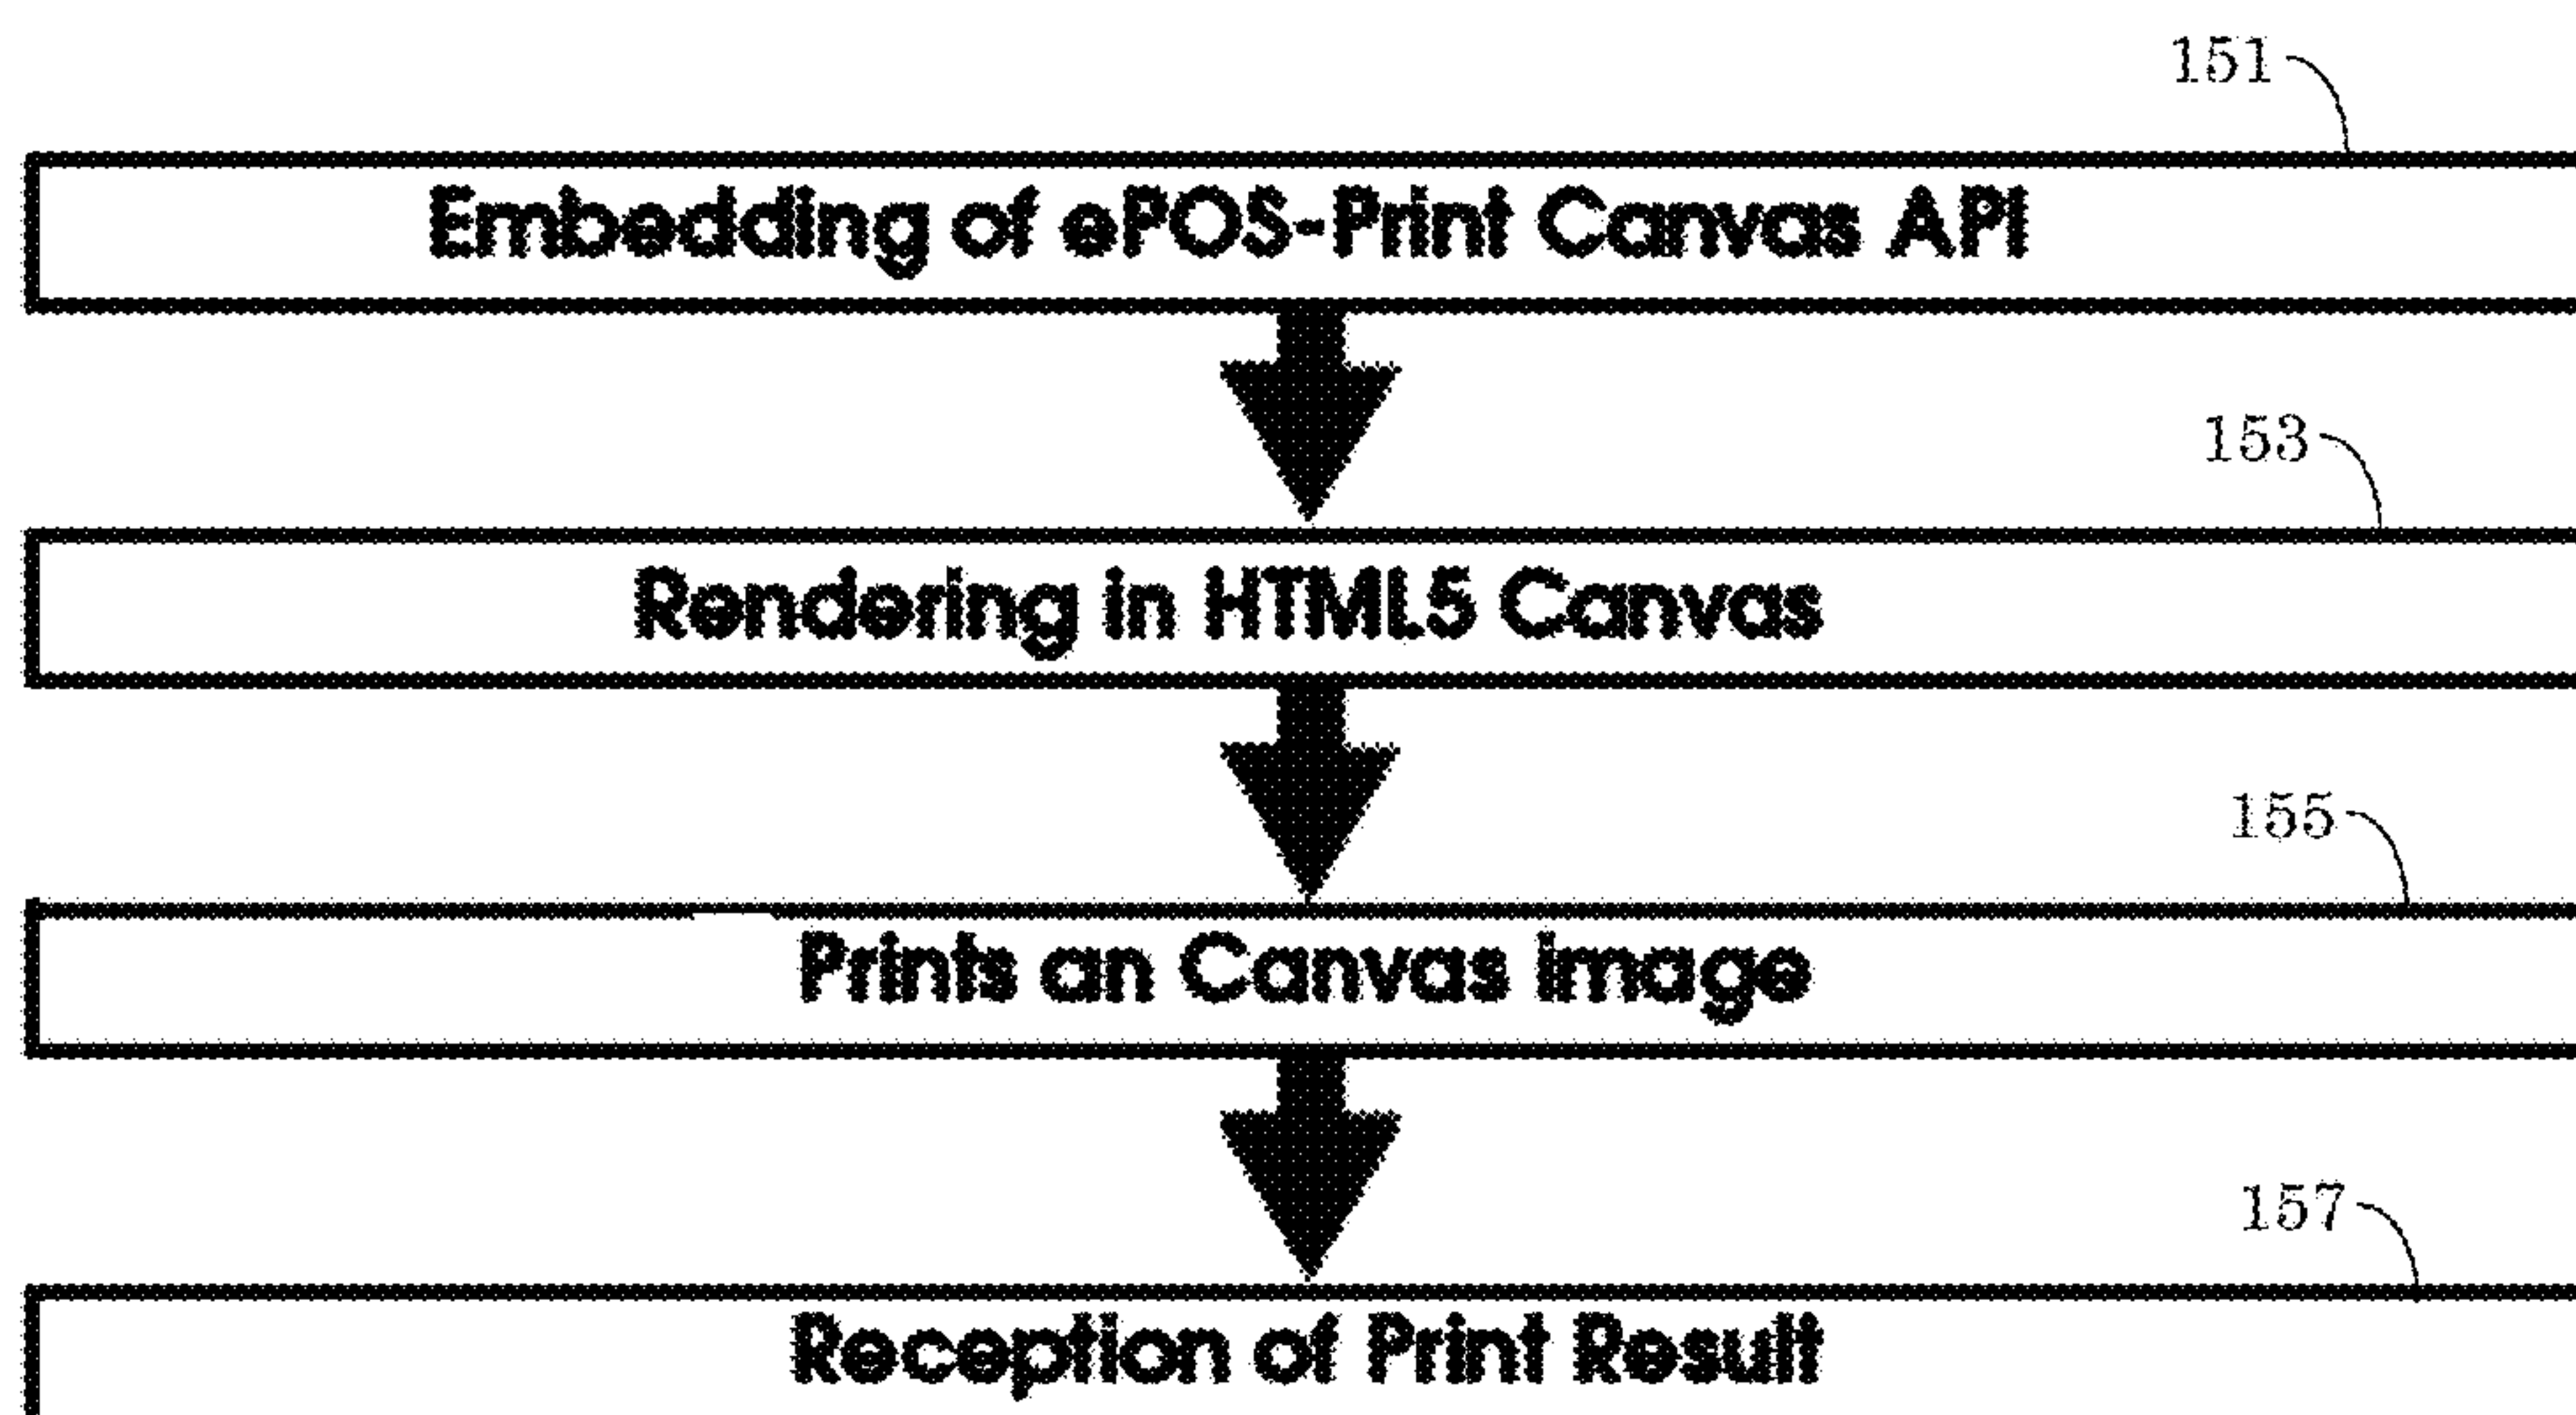 151
Embedding of ePOS-Print Canvas API
153
Rendering in HTML5 Canvas
155
Prints an Canvas image
157
Reception of Print Result